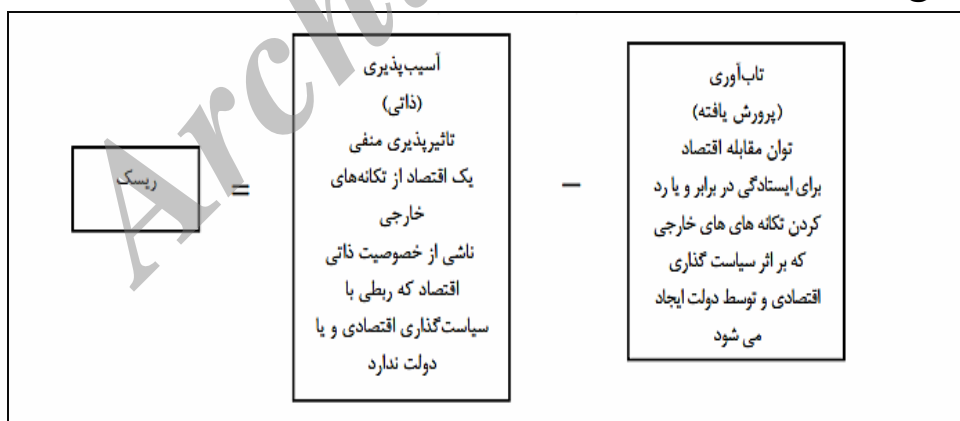 ریسک
=
آسیب‌پذیری
(ذاتی)
تاثیرپذیری منفی
یک اقتصاد از تکانه‌های
خارجی
ناشی از خصوصیت ذاتی
اقتصاد که ربطی با
سیاست‌گذاری اقتصادی و یا
دولت ندارد
−
تاب‌آوری
(پرورش یافته)
توان مقابله اقتصاد
برای ایستادگی در برابر و یا رد
کردن تکانه های های خارجی
که بر اثر سیاست گذاری
اقتصادی و توسط دولت ایجاد
می شود
Arch